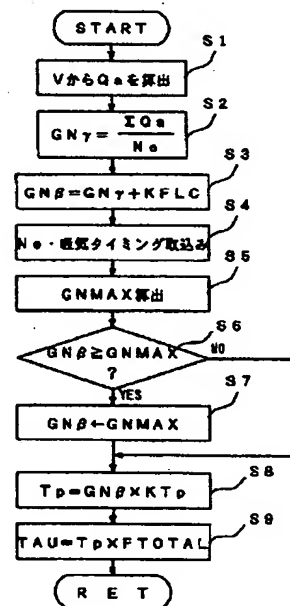 START
S1
VからQaを算出
S2
GNγ=ΣQa/Ne
S3
GNβ=GNγ+KFLC
S4
Ne・吸気タイミング取込み
S5
GNMAX算出
S6
GNβ≧GNMAX
?
NO
YES
S7
GNβ←GNMAX
S8
Tp=GNβ×KTp
S9
TAU=Tp×FTOTAL
RET